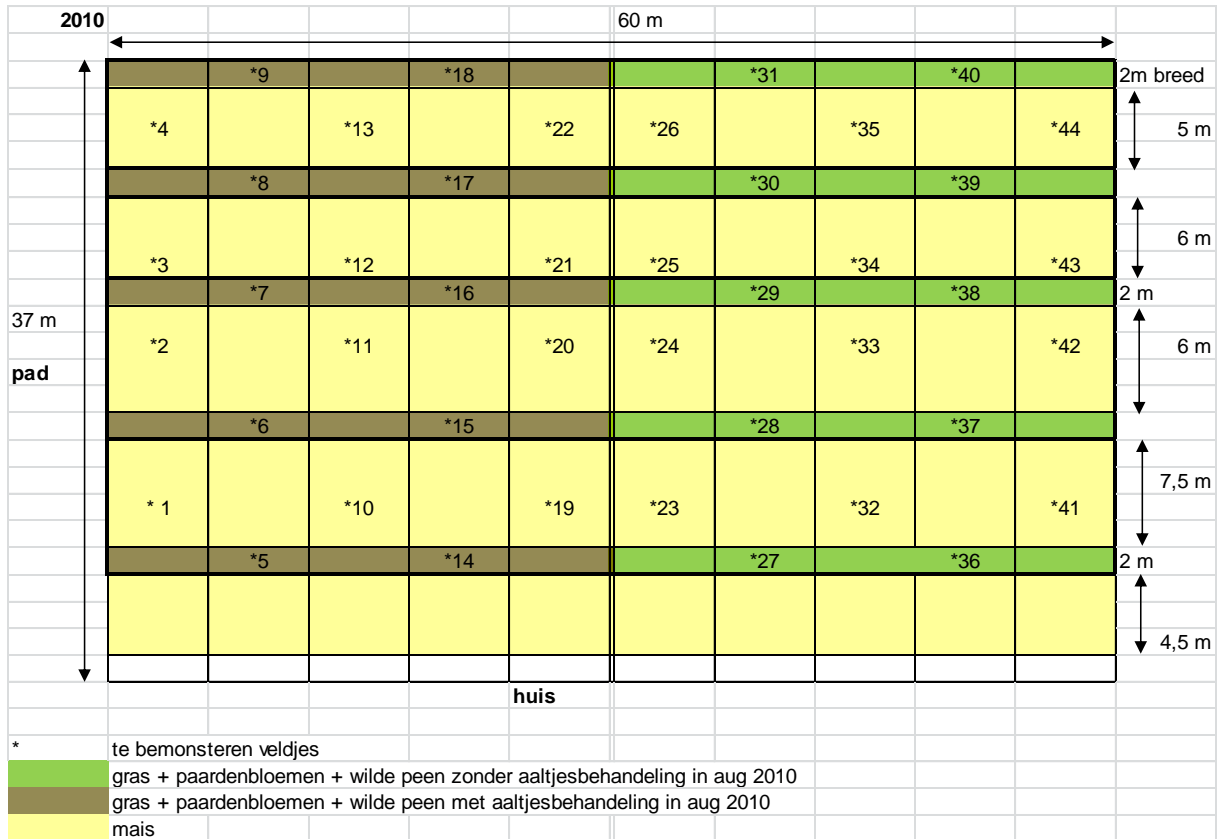 2010 60 m
*9 *18 *31 *40 2m breed
*4 *13 *22 *26 *35 *44 5 m
*8 *17 *30 *39
6 m
*3 *12 *21 *25 *34 *43
*7 *16 *29 *38 2 m
37 m
*2 *11 *20 *24 *33 *42 6 m
pad
*6 *15 *28 *37
7,5 m
* 1 *10 *19 *23 *32 *41
*5 *14 *27 *36 2 m
4,5 m
huis
* te bemonsteren veldjes
gras + paardenbloemen + wilde peen zonder aaltjesbehandeling in aug 2010
gras + paardenbloemen + wilde peen met aaltjesbehandeling in aug 2010
mais